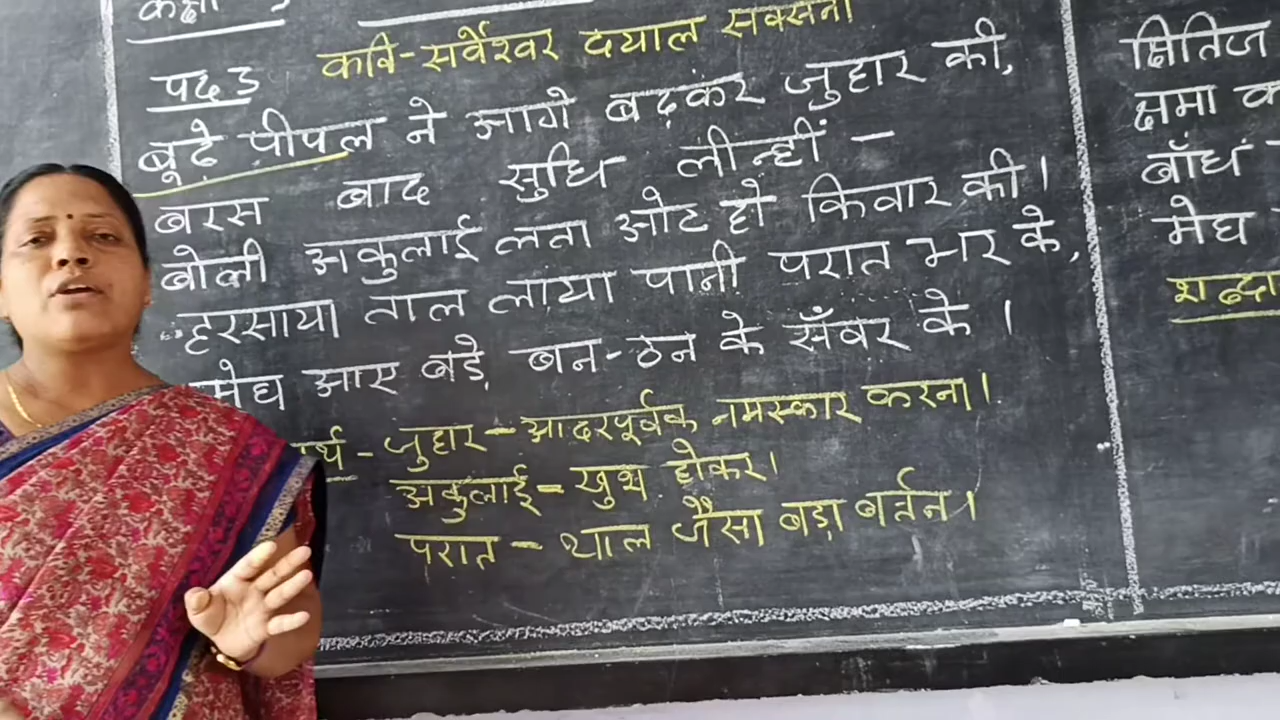 कक्षा
कवि-सर्वेश्वर दयाल सक्सेना
पद 3
बूढ़े पीपल ने आगे बढ़कर जुहार की,
बरस बाद सुधि लीन्हीं –
बोली अकुलाई लता ओट हो किवार की।
हरसाया ताल लाया पानी परात भर के,
मेघ आए बड़े बन-ठन के सँवर के।
जुहार – आदरपूर्वक नमस्कार करना।
अकुलाई – खुश होकर।
परात – थाल जैसा बड़ा बर्तन।
क्षितिज
क्षमा
बाँध
मेघ